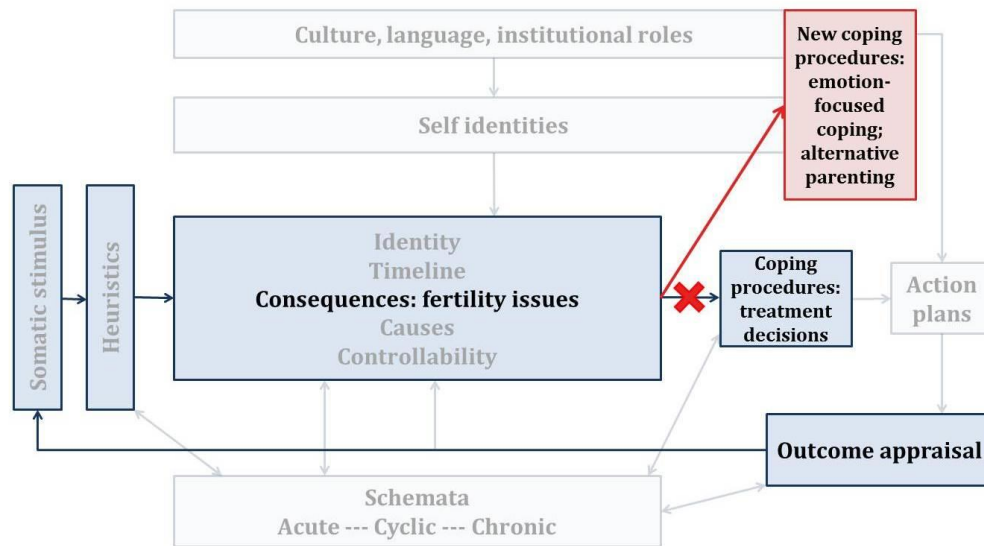 Culture, language, institutional roles
New coping
procedures:
emotion-
focused
coping;
alternative
parenting
Self identities
Somatic stimulus
Heuristics
Identity
Timeline
Consequences: fertility issues
Causes
Controllability
Coping
procedures:
treatment
decisions
Action
plans
Outcome appraisal
Schemata
Acute --- Cyclic --- Chronic